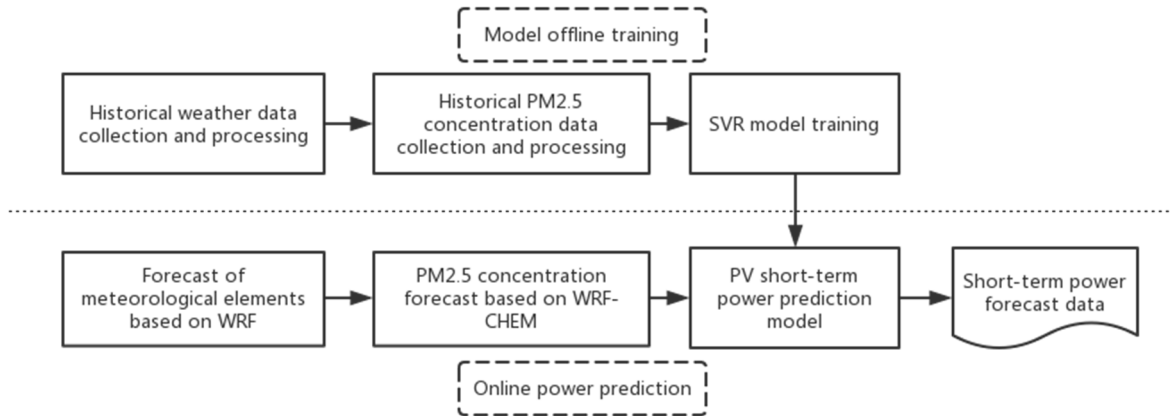 Model offline training
Historical weather data
collection and processing
Historical PM2.5
concentration data
collection and processing
SVR model training
Forecast of
meteorological elements
based on WRF
PM2.5 concentration
forecast based on WRF-
CHEM
PV short-term
power prediction
model
Short-term power
forecast data
Online power prediction